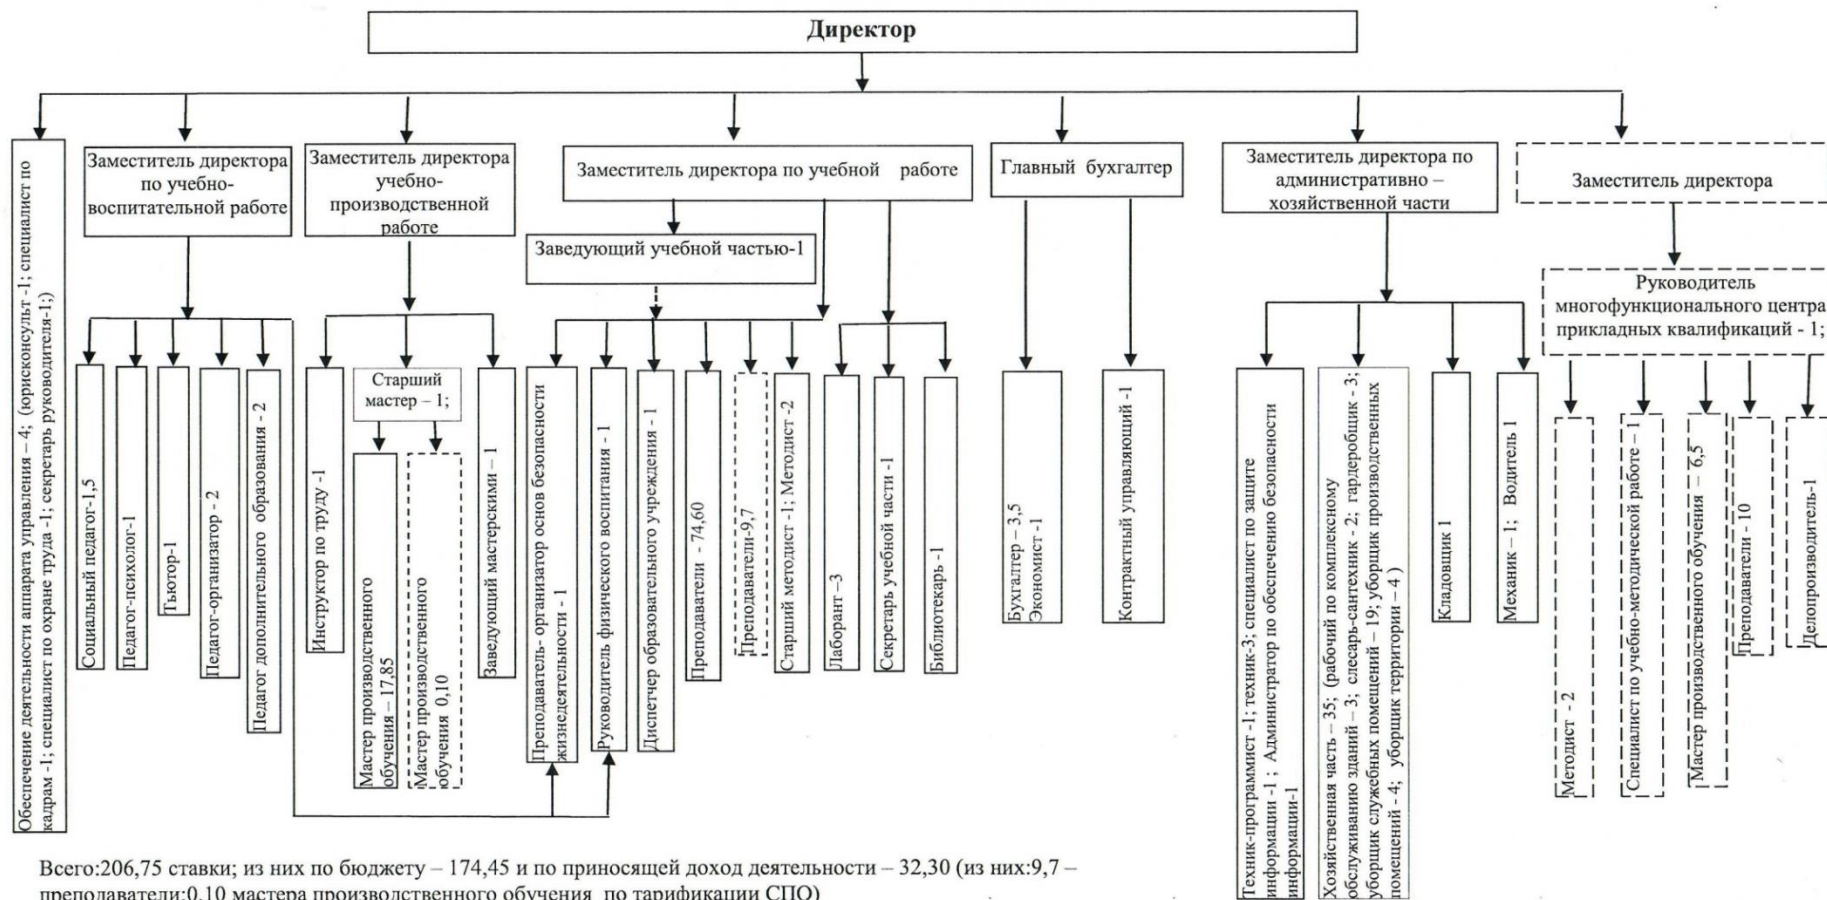 Директор
Обеспечение деятельности аппарата управления – 4; (юрисконсульт -1; специалист по
кадрам -1; специалист по охране труда -1; секретарь руководителя-1;)
Заместитель директора
по учебно-
воспитательной работе
Заместитель директора
учебно-
производственной
работе
Заместитель директора по учебной работе
Главный бухгалтер
Заместитель директора по
административно –
хозяйственной части
Заместитель директора
Заведующий учебной частью-1
Руководитель
многофункционального центра
прикладных квалификаций - 1;
Социальный педагог-1,5
Педагог-психолог-1
Тьютор-1
Педагог-организатор - 2
Педагог дополнительного образования - 2
Инструктор по труду -1
Старший
мастер – 1;
Мастер производственного
обучения – 17,85
Мастер производственного
обучения 0,10
Заведующий мастерскими – 1
Преподаватель- организатор основ безопасности
жизнедеятельности - 1
Руководитель физического воспитания - 1
Диспетчер образовательного учреждения - 1
Преподаватели - 74,60
Преподаватели-9,7
Старший методист -1; Методист -2
Лаборант –3
Секретарь учебной части -1
Библиотекарь -1
Бухгалтер – 3,5
Экономист -1
Контрактный управляющий -1
Техник-программист -1; техник-3; специалист по защите
информации -1 ; Администратор по обеспечению безопасности
информации-1
Хозяйственная часть – 35; (рабочий по комплексному
обслуживанию зданий – 3; слесарь-сантехник - 2; гардеробщик - 3;
уборщик служебных помещений – 19; уборщик производственных
помещений - 4; уборщик территории – 4 )
Кладовщик 1
Механик – 1; Водитель 1
Методист - 2
Специалист по учебно-методической работе – 1
Мастер производственного обучения – 6,5
Преподаватели - 10
Делопроизводитель-1
Всего:206,75 ставки; из них по бюджету – 174,45 и по приносящей доход деятельности – 32,30 (из них:9,7 –
преподаватели;0,10 мастера производственного обучения по тарификации СПО)